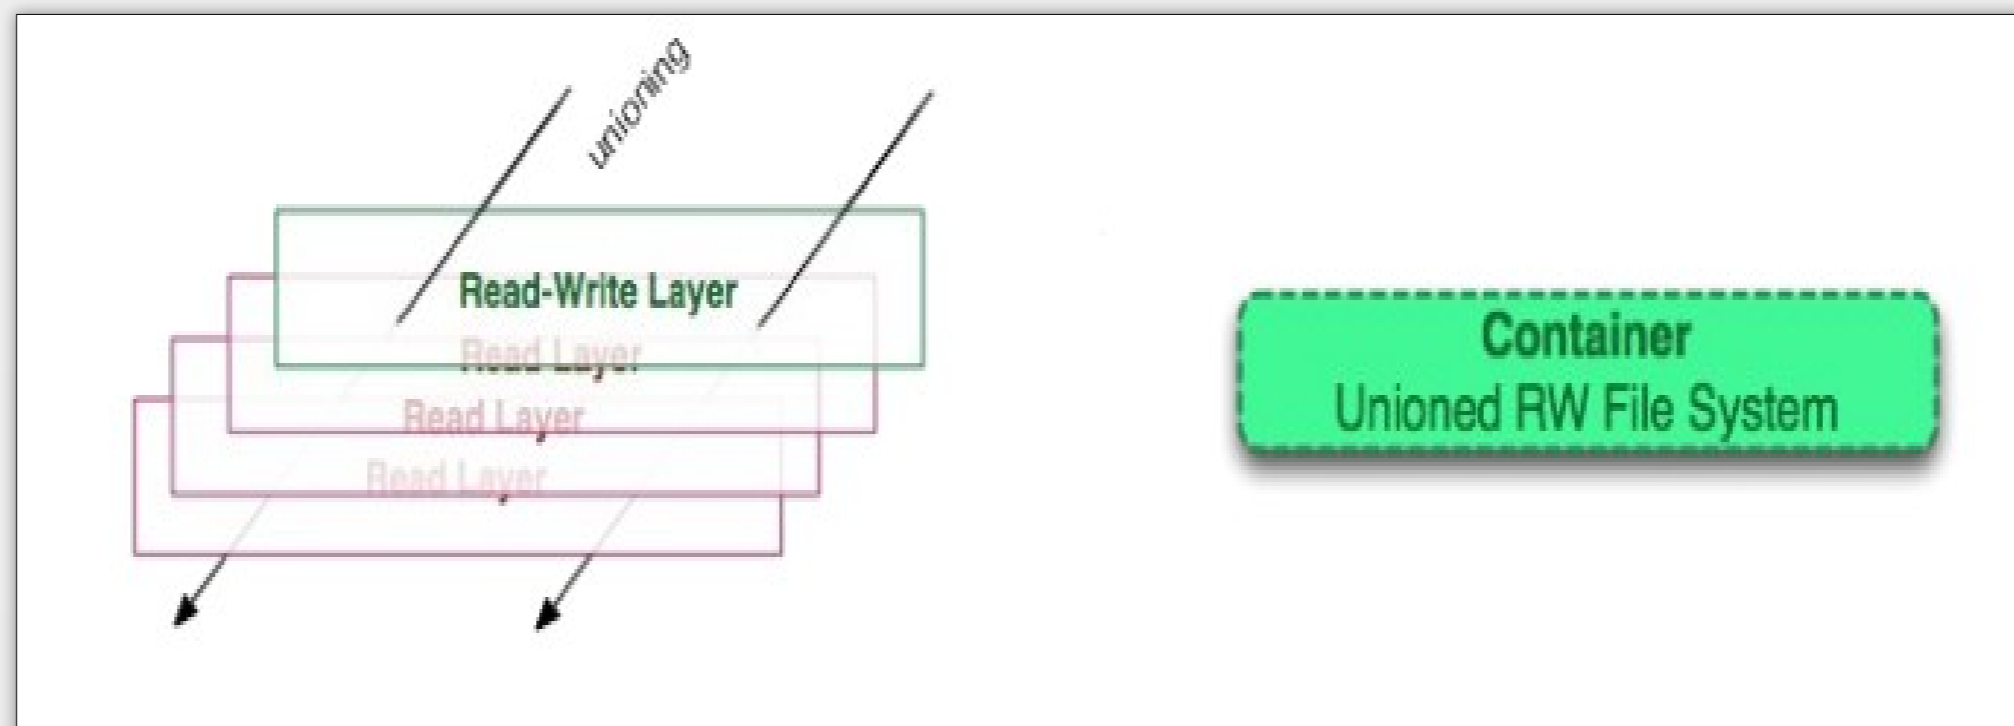 unioning
Read-Write Layer
Read Layer
Read Layer
Read Layer
Container
Unioned RW File System